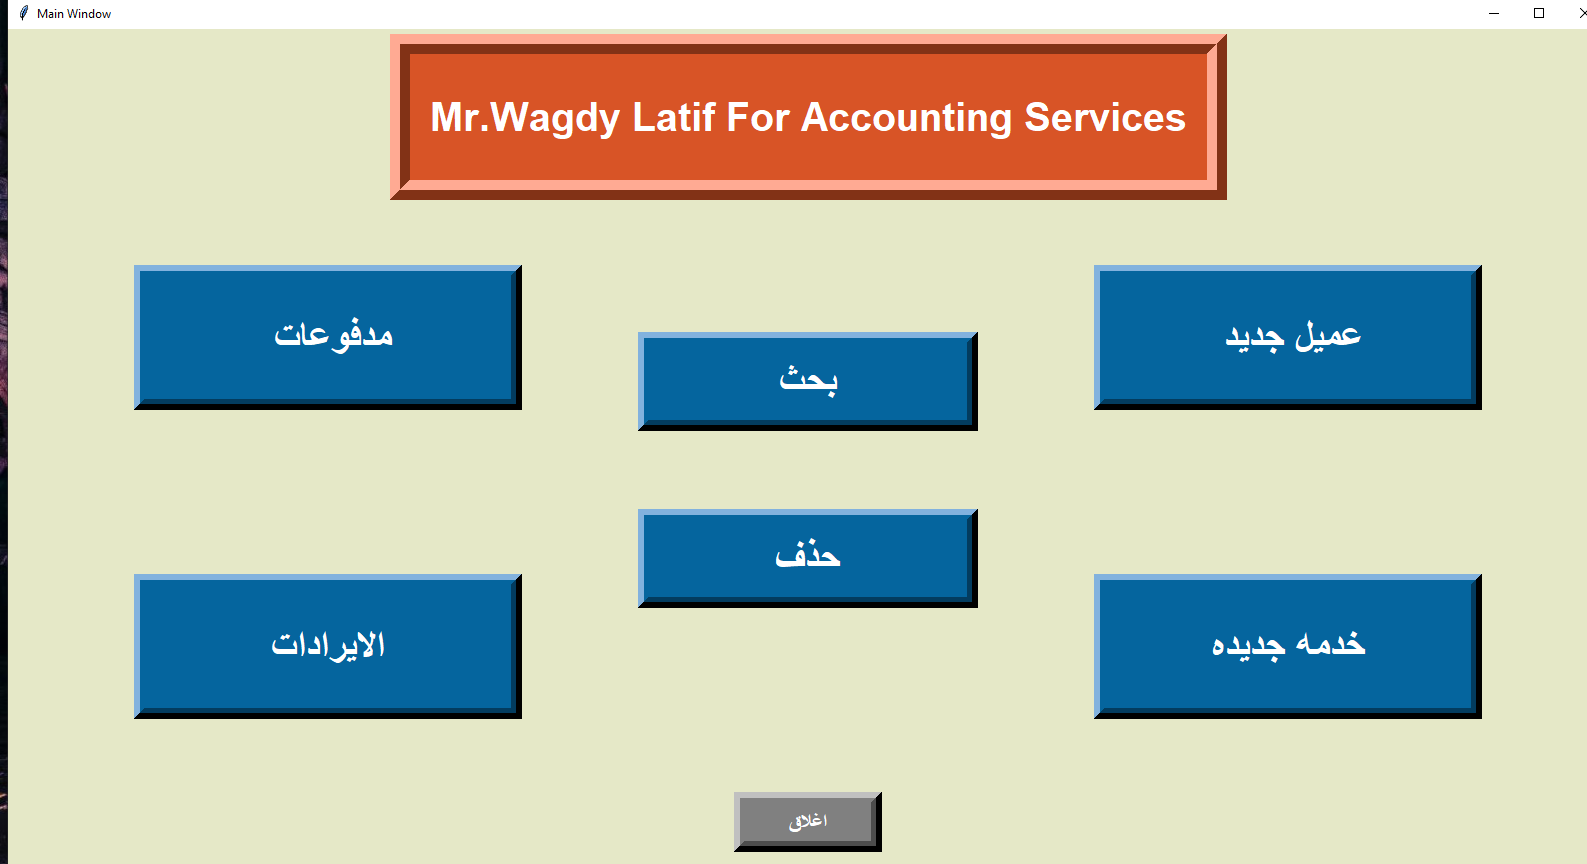 Main Window
Mr.Wagdy Latif For Accounting Services
عميل جديد
مدفوعات
بحث
حذف
خدمه جديده
الايرادات
اغلاق